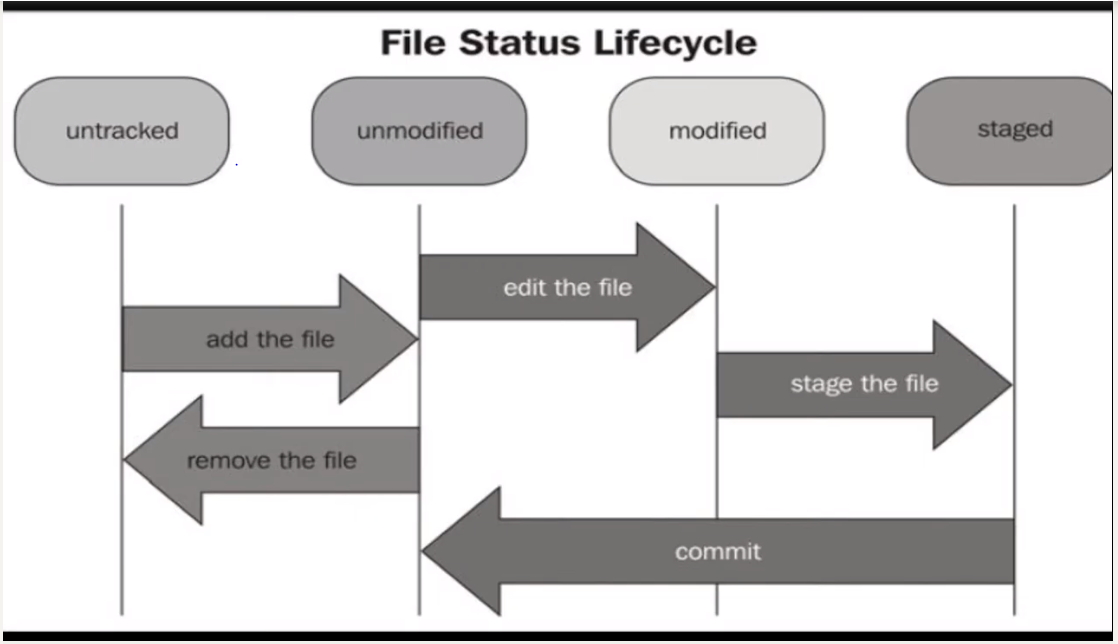 File Status Lifecycle
untracked
unmodified
modified
staged
edit the file
add the file
stage the file
remove the file
commit